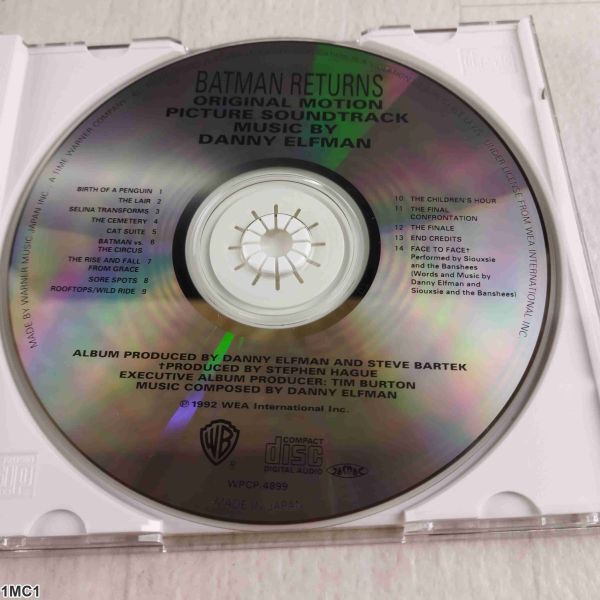 BATMAN RETURNS
ORIGINAL MOTION
PICTURE SOUNDTRACK
MUSIC BY
DANNY ELFMAN
BIRTH OF A PENGUIN 1
THE LAIR 2
SELINA TRANSFORMS 3
THE CEMETERY 4
CAT SUITE 5
BATMAN vs. 6
THE CIRCUS
THE RISE AND FALL 7
FROM GRACE
SORE SPOTS 8
ROOFTOPS/WILD RIDE 9
10 THE CHILDREN'S HOUR
11 THE FINAL
CONFRONTATION
12 THE FINALE
13 END CREDITS
14 FACE TO FACE†
Performed by Siouxsie
and the Banshees
(Words and Music by
Danny Elfman and
Siouxsie and the Banshees)
ALBUM PRODUCED BY DANNY ELFMAN AND STEVE BARTEK
†PRODUCED BY STEPHEN HAGUE
EXECUTIVE ALBUM PRODUCER: TIM BURTON
MUSIC COMPOSED BY DANNY ELFMAN
℗ 1992 WEA International Inc.
WB
®
COMPACT
disc
DIGITAL AUDIO
WPCP-4899
MADE IN JAPAN
MADE BY WARNER MUSIC JAPAN INC. A TIME WARNER COMPANY
UNDER LICENSE FROM WEA INTERNATIONAL INC.
1MC1